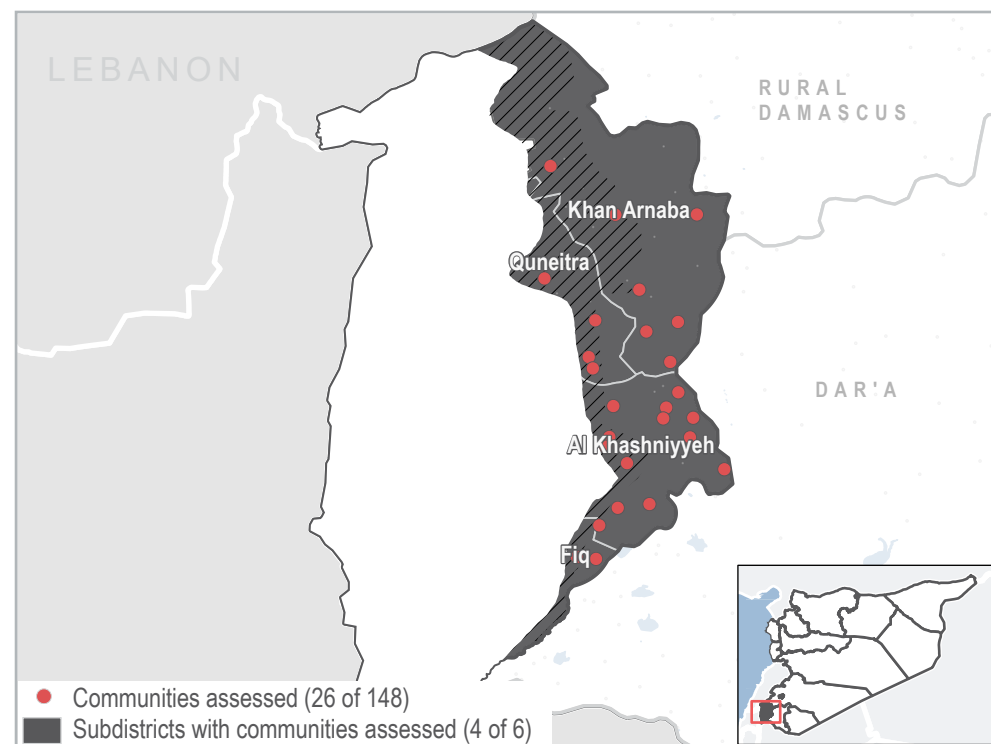 LEBANON
RURAL
DAMASCUS
Khan Arnaba
Quneitra
DAR'A
Al Khashniyyeh
Fiq
Communities assessed (26 of 148)
Subdistricts with communities assessed (4 of 6)